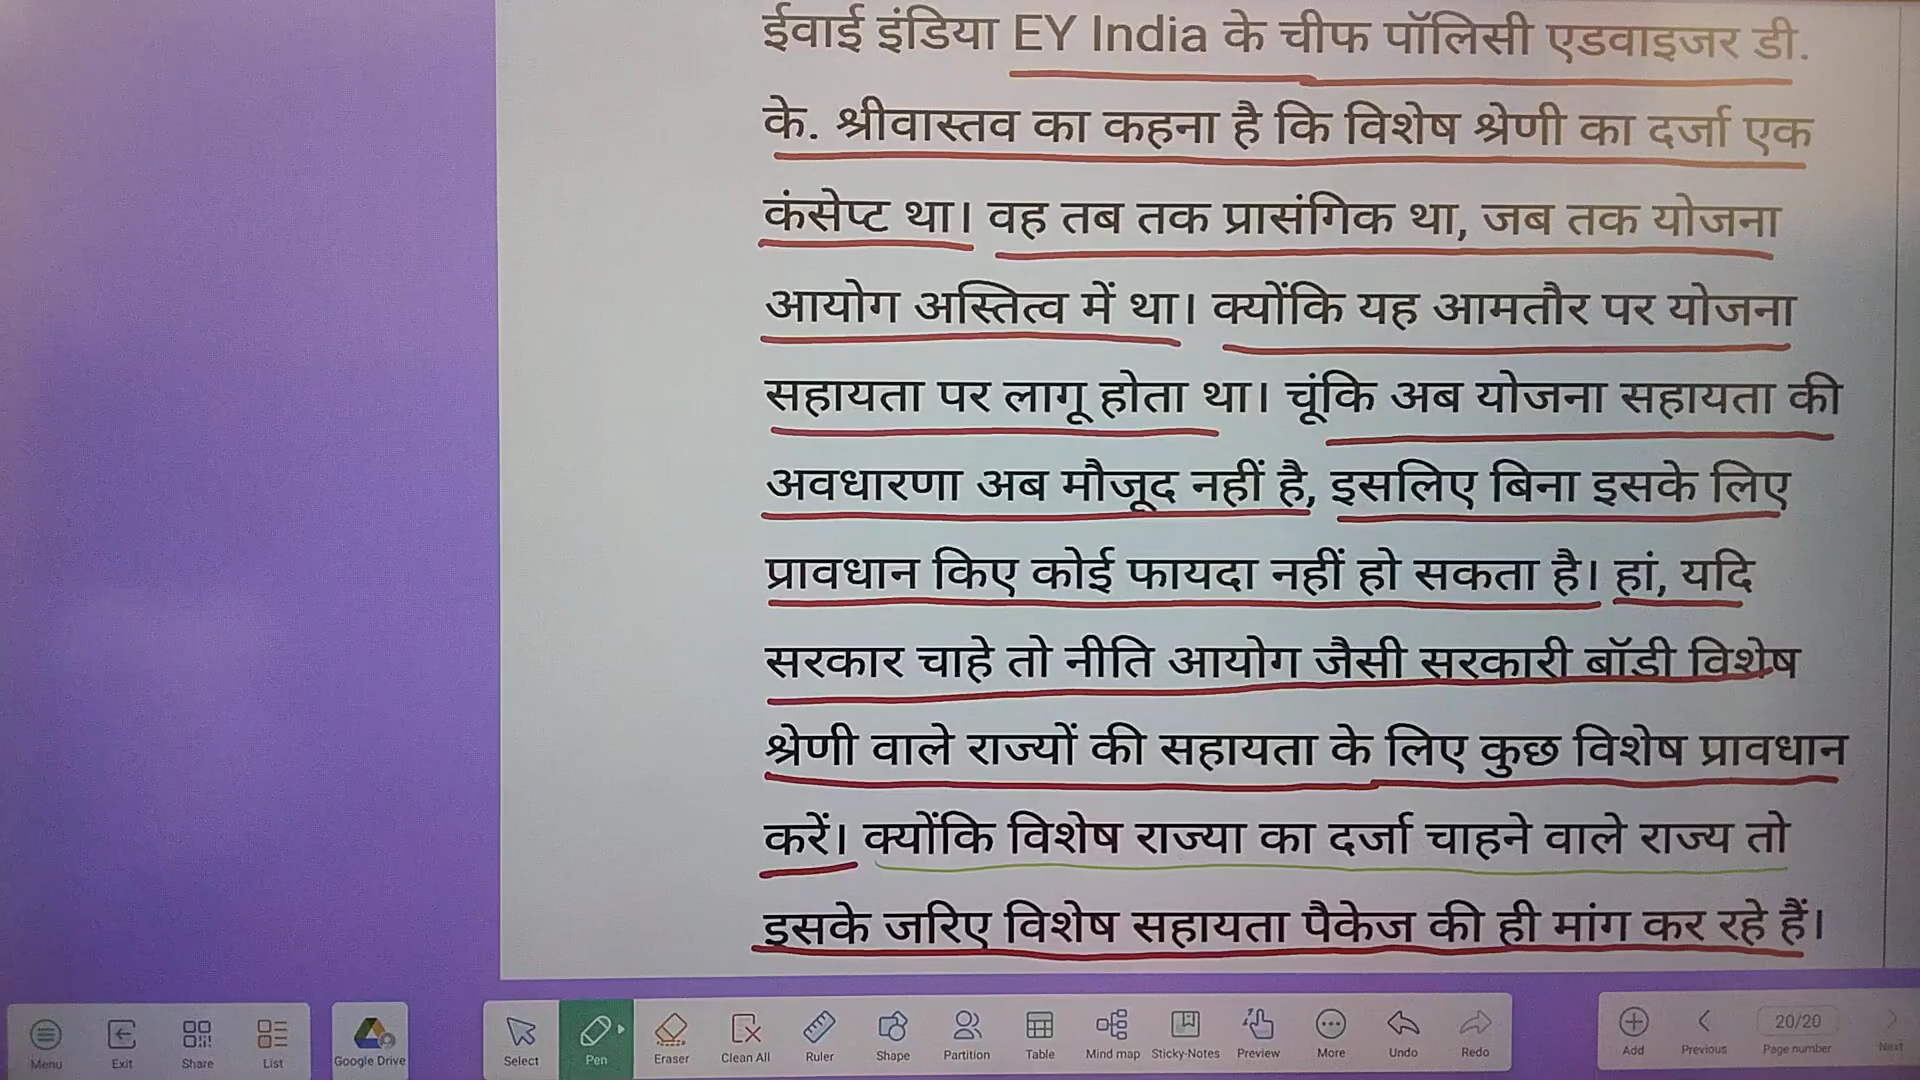 ईवाई इंडिया EY India के चीफ पॉलिसी एडवाइजर डी.
के. श्रीवास्तव का कहना है कि विशेष श्रेणी का दर्जा एक
कंसेप्ट था। वह तब तक प्रासंगिक था, जब तक योजना
आयोग अस्तित्व में था। क्योंकि यह आमतौर पर योजना
सहायता पर लागू होता था। चूंकि अब योजना सहायता की
अवधारणा अब मौजूद नहीं है, इसलिए बिना इसके लिए
प्रावधान किए कोई फायदा नहीं हो सकता है। हां, यदि
सरकार चाहे तो नीति आयोग जैसी सरकारी बॉडी विशेष
श्रेणी वाले राज्यों की सहायता के लिए कुछ विशेष प्रावधान
करें। क्योंकि विशेष राज्या का दर्जा चाहने वाले राज्य तो
इसके जरिए विशेष सहायता पैकेज की ही मांग कर रहे हैं।
Menu Exit Share List Google Drive Select Pen Eraser Clean All Ruler Shape Partition Table Mind map Sticky-Notes Preview More Undo Redo Add Previous 20/20 Page number Next